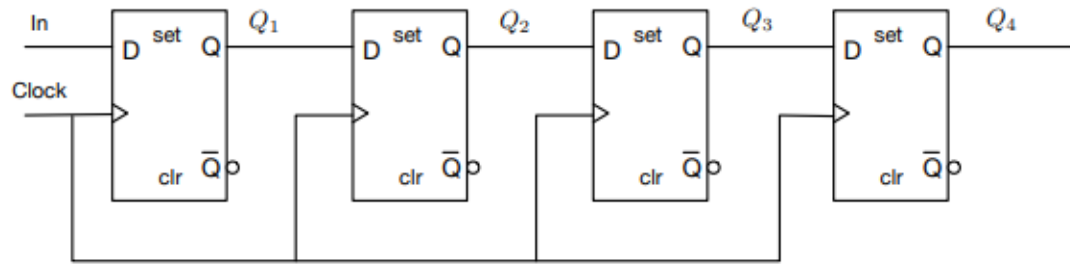 In
Clock
D set Q
Q̅
clr
Q₁
D set Q
Q̅
clr
Q₂
D set Q
Q̅
clr
Q₃
D set Q
Q̅
clr
Q₄